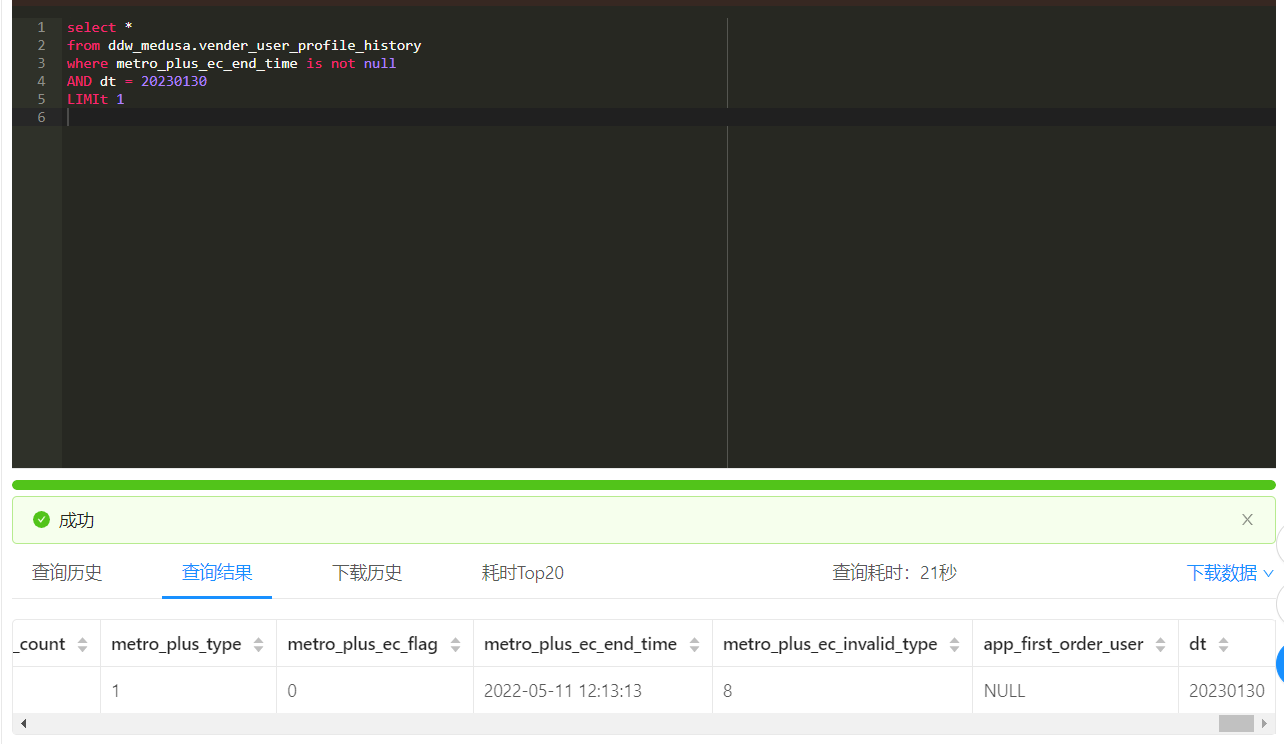 1 select *
2 from ddw_medusa.vender_user_profile_history
3 where metro_plus_ec_end_time is not null
4 AND dt = 20230130
5 LIMIt 1
6
成功
查询历史 查询结果 下载历史 耗时Top20 查询耗时：21秒 下载数据
_count metro_plus_type metro_plus_ec_flag metro_plus_ec_end_time metro_plus_ec_invalid_type app_first_order_user dt
1 0 2022-05-11 12:13:13 8 NULL 20230130